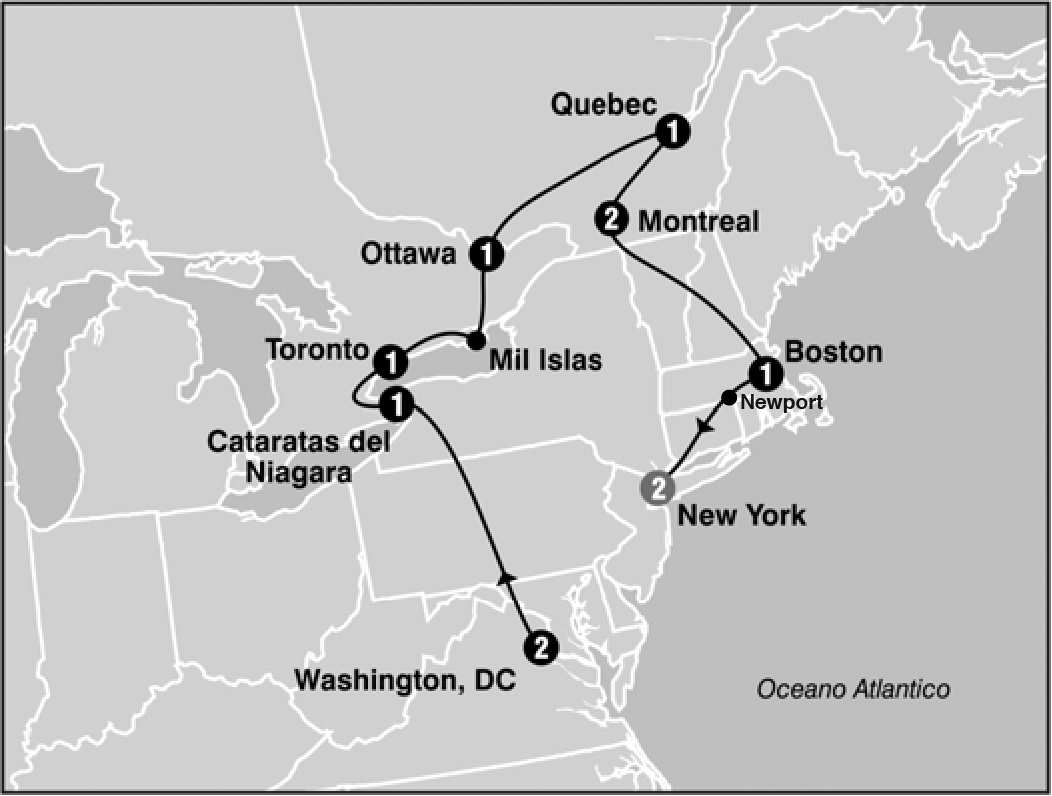 Quebec
1
2 Montreal
Ottawa 1
Toronto 1
Mil Islas
Boston
1
Newport
1
Cataratas del
Niagara
2
New York
2
Washington, DC
Oceano Atlantico